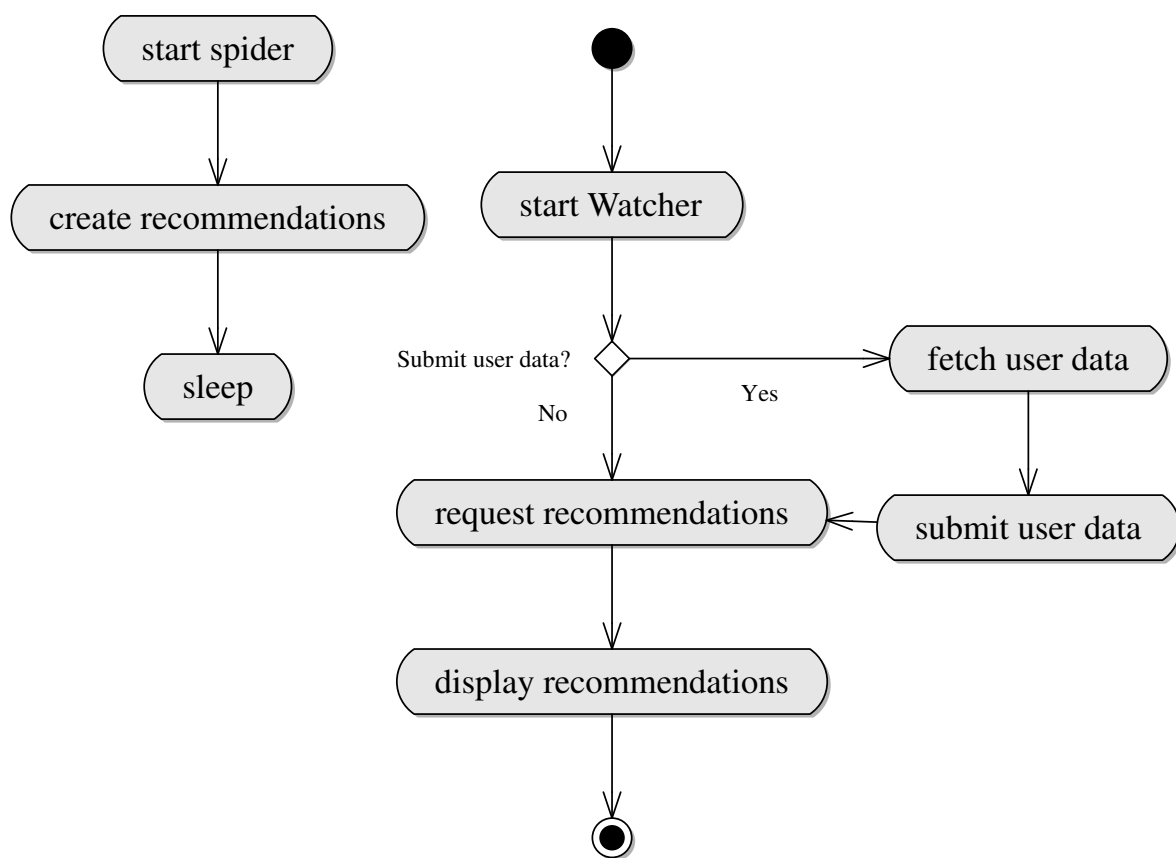 start spider
create recommendations
sleep
start Watcher
Submit user data?
Yes
No
fetch user data
submit user data
request recommendations
display recommendations